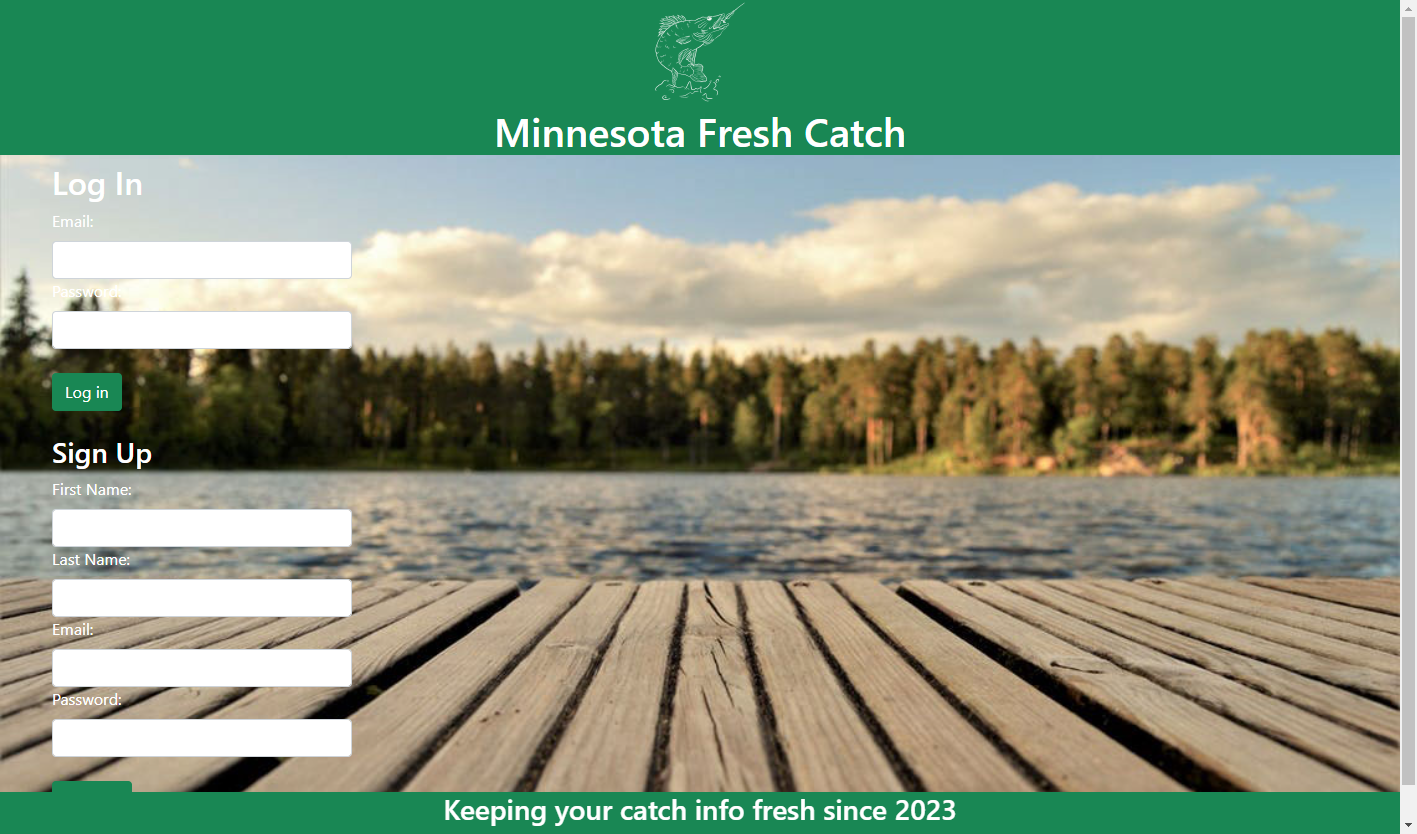 Minnesota Fresh Catch
Log In
Email:
Password:
Log in
Sign Up
First Name:
Last Name:
Email:
Password:
Keeping your catch info fresh since 2023